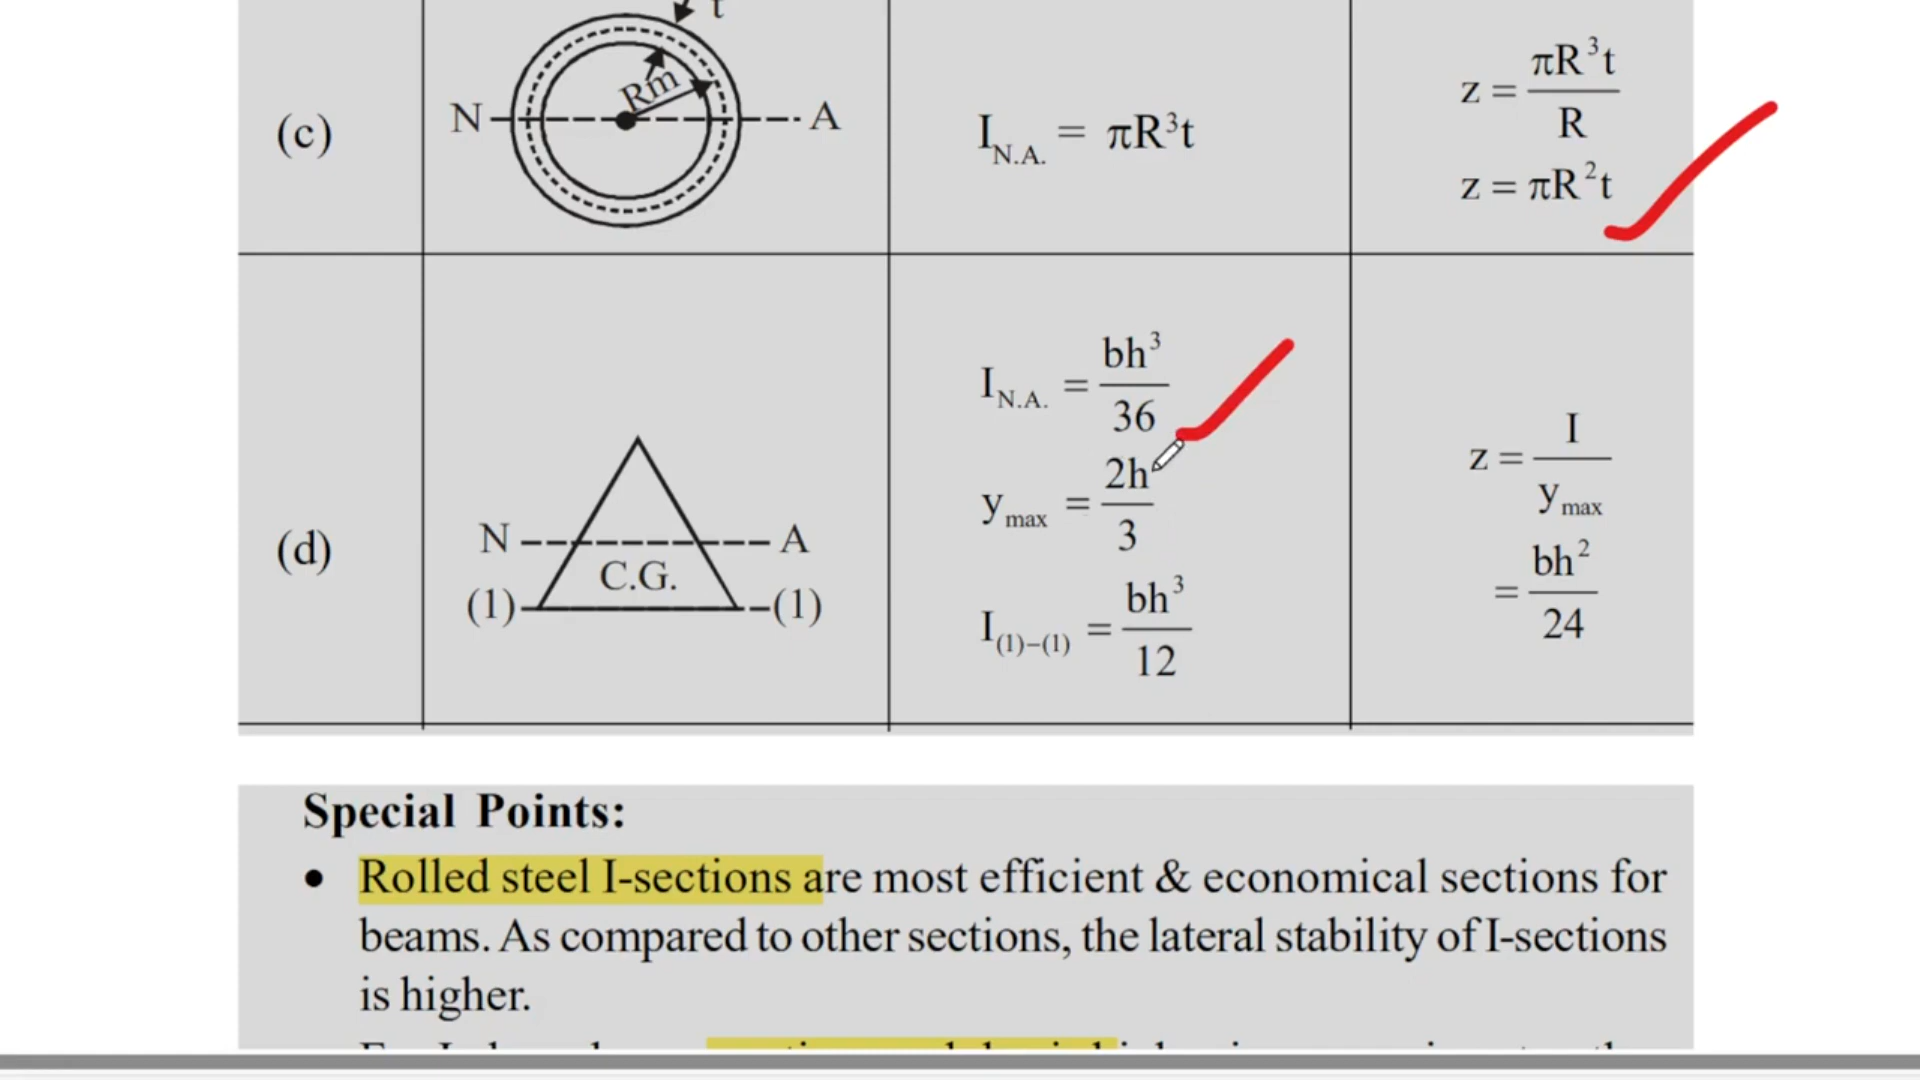 t
Rm
N A
(c)
I_N.A. = πR³t
z = πR³t / R
z = πR²t
(d)
N A
C.G.
(1) (1)
I_N.A. = bh³ / 36
y_max = 2h / 3
I_(1)–(1) = bh³ / 12
z = I / y_max
= bh² / 24
Special Points:
• Rolled steel I-sections are most efficient & economical sections for
beams. As compared to other sections, the lateral stability of I-sections
is higher.